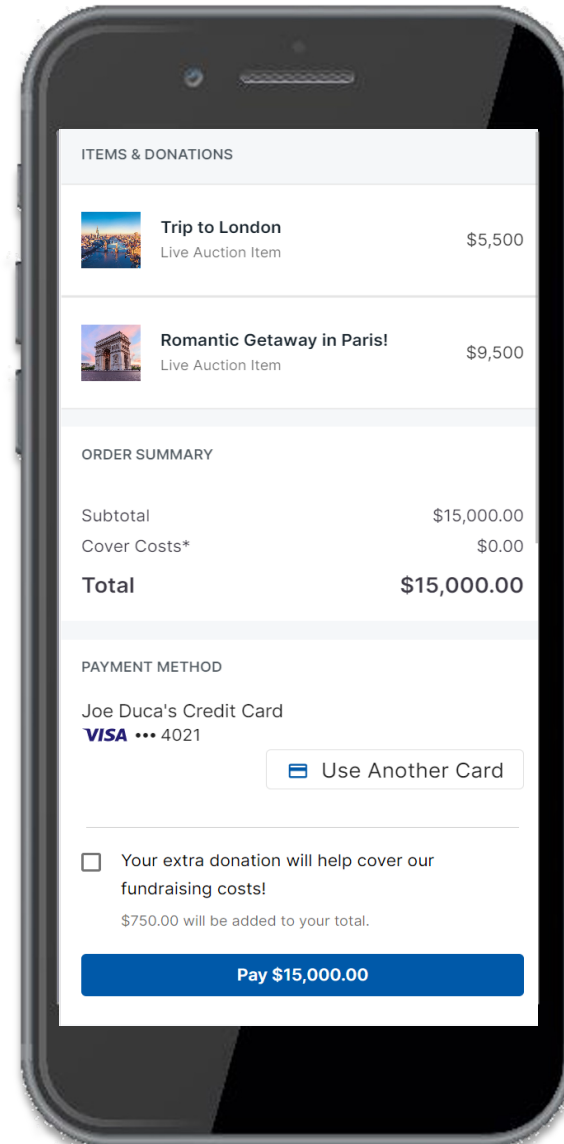 ITEMS & DONATIONS
Trip to London
Live Auction Item
$5,500
Romantic Getaway in Paris!
Live Auction Item
$9,500
ORDER SUMMARY
Subtotal $15,000.00
Cover Costs* $0.00
Total $15,000.00
PAYMENT METHOD
Joe Duca's Credit Card
VISA ••• 4021
Use Another Card
Your extra donation will help cover our
fundraising costs!
$750.00 will be added to your total.
Pay $15,000.00